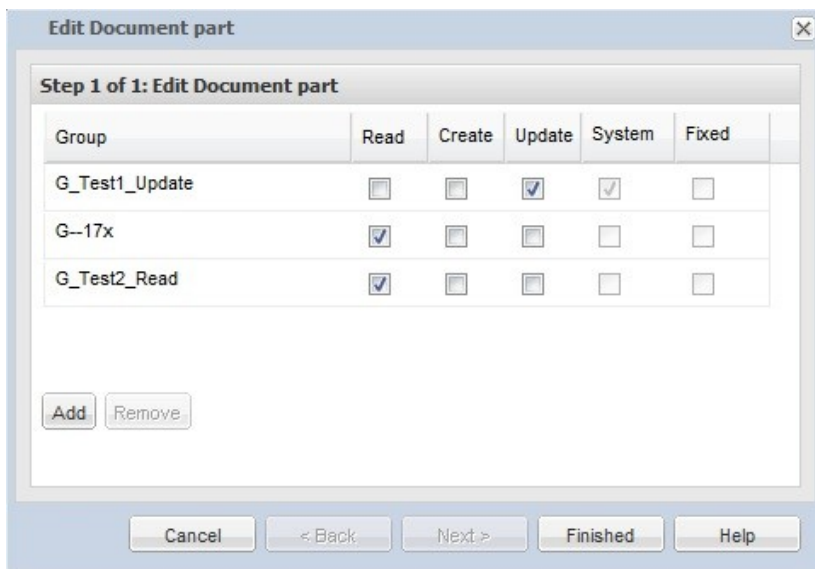 Edit Document part
Step 1 of 1: Edit Document part
Group Read Create Update System Fixed
G_Test1_Update
G--17x
G_Test2_Read
Add Remove
Cancel < Back Next > Finished Help